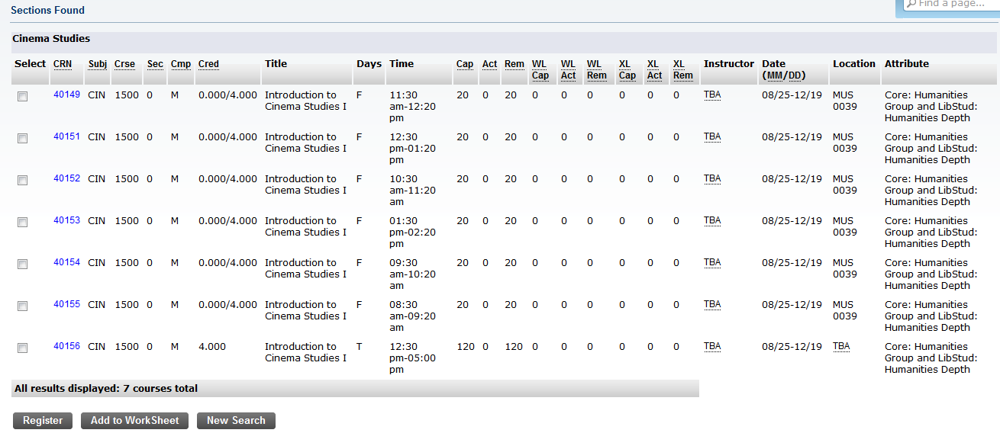 Find a page...
Sections Found
Cinema Studies
Select CRN Subj Crse Sec Cmp Cred Title Days Time Cap Act Rem WL Cap WL Act WL Rem XL Cap XL Act XL Rem Instructor Date (MM/DD) Location Attribute
40149 CIN 1500 0 M 0.000/4.000 Introduction to Cinema Studies I F 11:30 am-12:20 pm 20 0 20 0 0 0 0 0 0 TBA 08/25-12/19 MUS 0039 Core: Humanities Group and LibStud: Humanities Depth
40151 CIN 1500 0 M 0.000/4.000 Introduction to Cinema Studies I F 12:30 pm-01:20 pm 20 0 20 0 0 0 0 0 0 TBA 08/25-12/19 MUS 0039 Core: Humanities Group and LibStud: Humanities Depth
40152 CIN 1500 0 M 0.000/4.000 Introduction to Cinema Studies I F 10:30 am-11:20 am 20 0 20 0 0 0 0 0 0 TBA 08/25-12/19 MUS 0039 Core: Humanities Group and LibStud: Humanities Depth
40153 CIN 1500 0 M 0.000/4.000 Introduction to Cinema Studies I F 01:30 pm-02:20 pm 20 0 20 0 0 0 0 0 0 TBA 08/25-12/19 MUS 0039 Core: Humanities Group and LibStud: Humanities Depth
40154 CIN 1500 0 M 0.000/4.000 Introduction to Cinema Studies I F 09:30 am-10:20 am 20 0 20 0 0 0 0 0 0 TBA 08/25-12/19 MUS 0039 Core: Humanities Group and LibStud: Humanities Depth
40155 CIN 1500 0 M 0.000/4.000 Introduction to Cinema Studies I F 08:30 am-09:20 am 20 0 20 0 0 0 0 0 0 TBA 08/25-12/19 MUS 0039 Core: Humanities Group and LibStud: Humanities Depth
40156 CIN 1500 0 M 4.000 Introduction to Cinema Studies I T 12:30 pm-05:00 pm 120 0 120 0 0 0 0 0 0 TBA 08/25-12/19 TBA Core: Humanities Group and LibStud: Humanities Depth
All results displayed: 7 courses total
Register Add to WorkSheet New Search